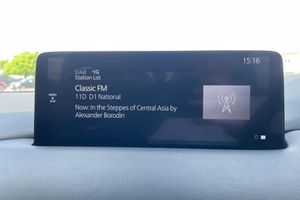 DAB
15:16
Station List
Classic FM
11D D1 National
Now: In the Steppes of Central Asia by
Alexander Borodin